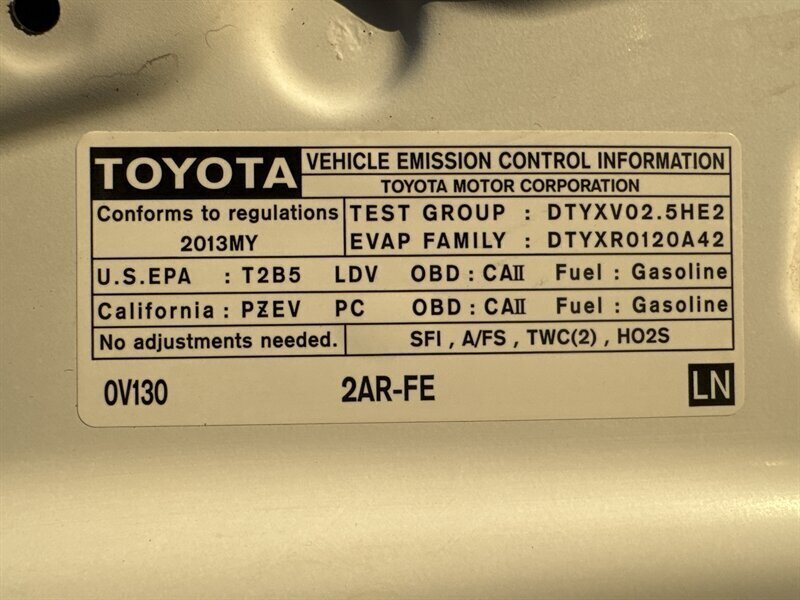 TOYOTA VEHICLE EMISSION CONTROL INFORMATION
TOYOTA MOTOR CORPORATION
Conforms to regulations TEST GROUP : DTYXV02.5HE2
2013MY EVAP FAMILY : DTYXR0120A42
U.S.EPA : T2B5 LDV OBD : CAⅡ Fuel : Gasoline
California : PƵEV PC OBD : CAⅡ Fuel : Gasoline
No adjustments needed. SFI , A/FS , TWC(2) , HO2S
0V130 2AR-FE LN